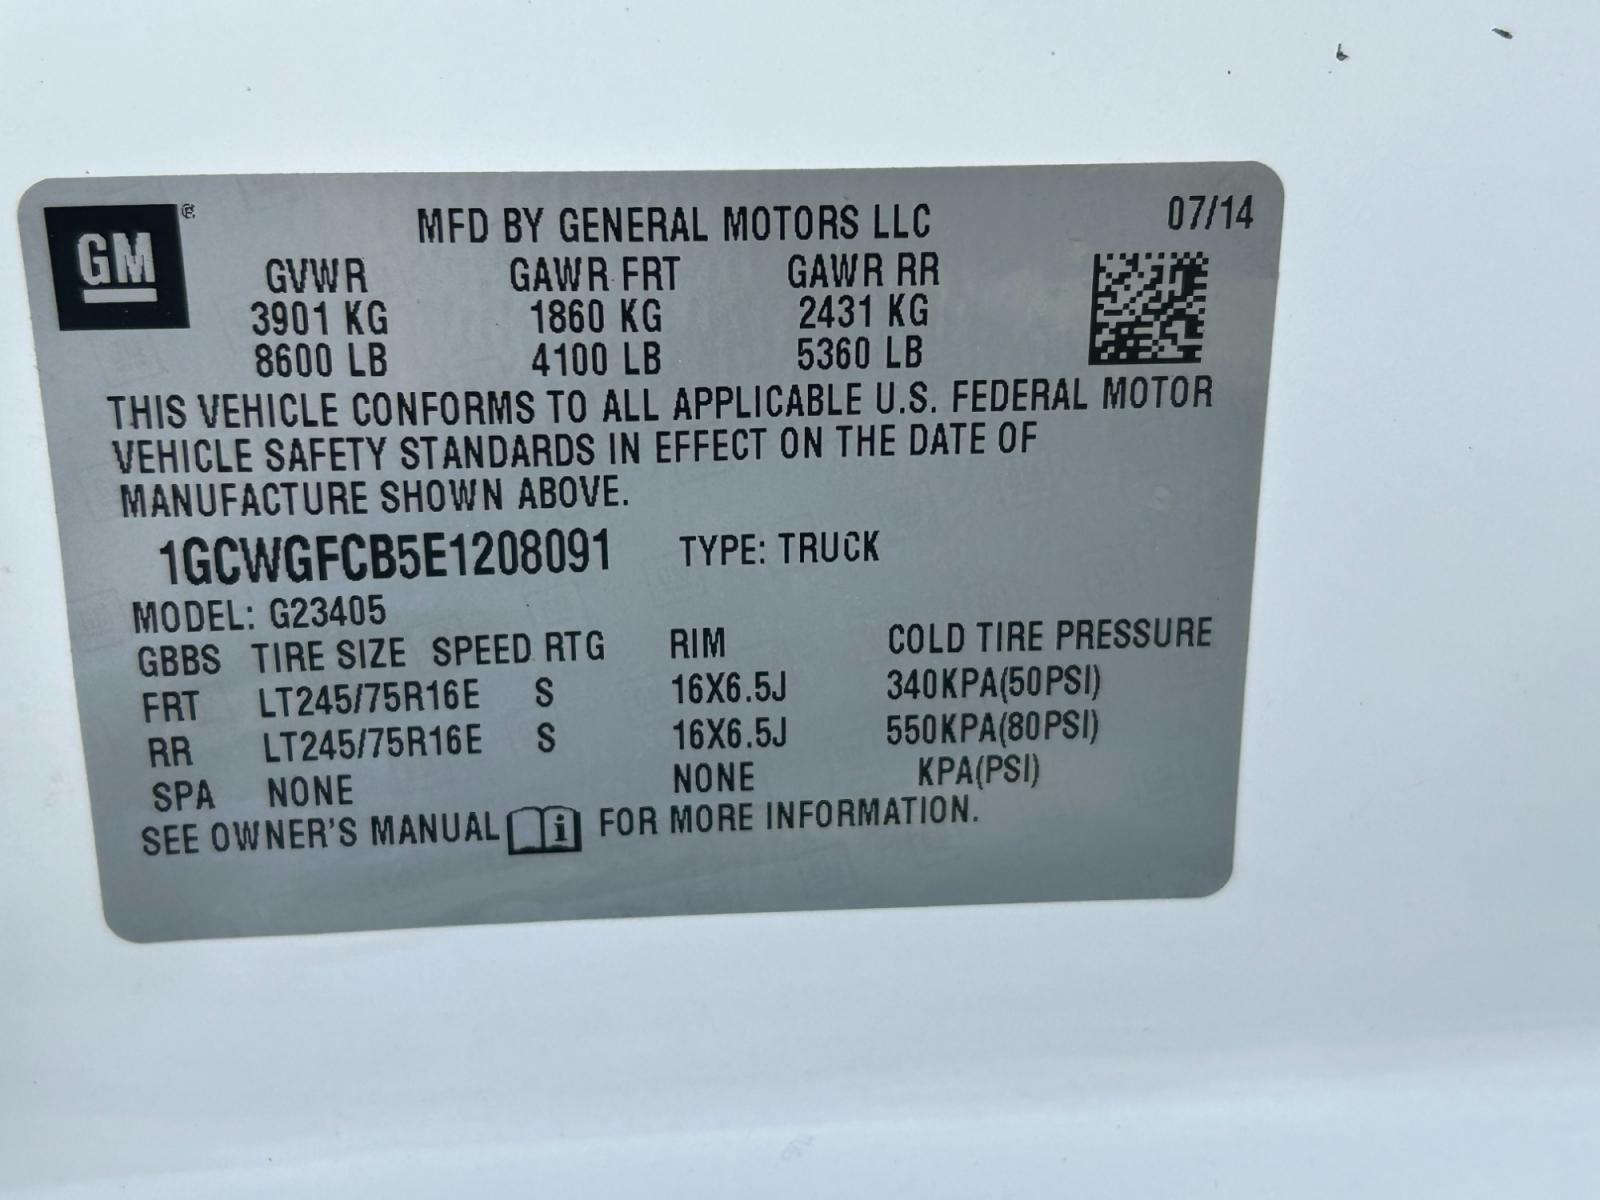 GM ®
MFD BY GENERAL MOTORS LLC 07/14
GVWR GAWR FRT GAWR RR
3901 KG 1860 KG 2431 KG
8600 LB 4100 LB 5360 LB
THIS VEHICLE CONFORMS TO ALL APPLICABLE U.S. FEDERAL MOTOR
VEHICLE SAFETY STANDARDS IN EFFECT ON THE DATE OF
MANUFACTURE SHOWN ABOVE.
1GCWGFCB5E1208091 TYPE: TRUCK
MODEL: G23405
GBBS TIRE SIZE SPEED RTG RIM COLD TIRE PRESSURE
FRT LT245/75R16E S 16X6.5J 340KPA(50PSI)
RR LT245/75R16E S 16X6.5J 550KPA(80PSI)
SPA NONE NONE KPA(PSI)
SEE OWNER'S MANUAL i FOR MORE INFORMATION.